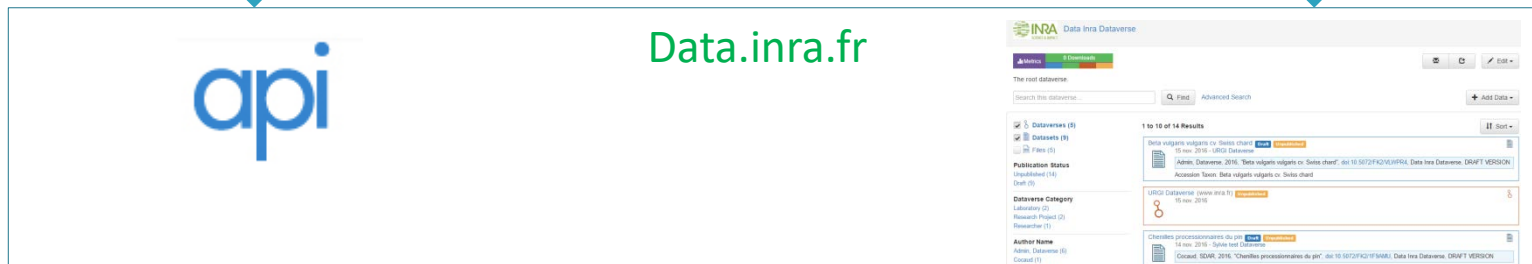 api
Data.inra.fr
INRA Data Inra Dataverse
Metrics 0 Downloads
Edit
The root dataverse.
Search this dataverse...
Find
Advanced Search
+ Add Data
Dataverses (5)
Datasets (9)
Files (5)
1 to 10 of 14 Results
Sort
Publication Status
Unpublished (14)
Draft (9)
Dataverse Category
Laboratory (2)
Research Project (2)
Researcher (1)
Author Name
Admin, Dataverse (6)
Cocaud (1)
Beta vulgaris vulgaris cv. Swiss chard Draft Unpublished
15 nov. 2016 - URGI Dataverse
Admin, Dataverse, 2016, "Beta vulgaris vulgaris cv. Swiss chard", Data Inra Dataverse, DRAFT VERSION
Accession Taxon: Beta vulgaris vulgaris cv. Swiss chard
URGI Dataverse (www.inra.fr) Unpublished
15 nov. 2016
Chenilles processionnaires du pin Draft Unpublished
14 nov. 2016 - Sylvie test Dataverse
Cocaud, SDAR, 2016, "Chenilles processionnaires du pin", Data Inra Dataverse, DRAFT VERSION